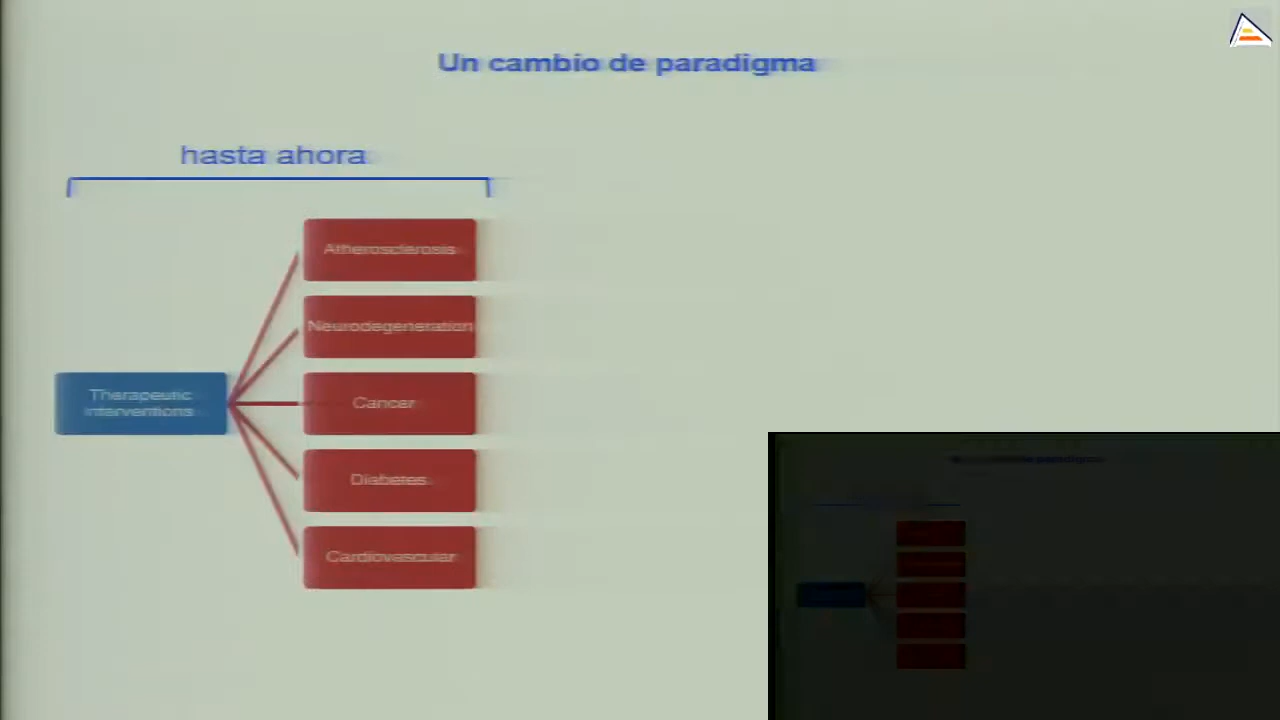 Un cambio de paradigma
hasta ahora
Atherosclerosis
Neurodegeneration
Therapeutic
interventions
Cancer
Diabetes
Cardiovascular